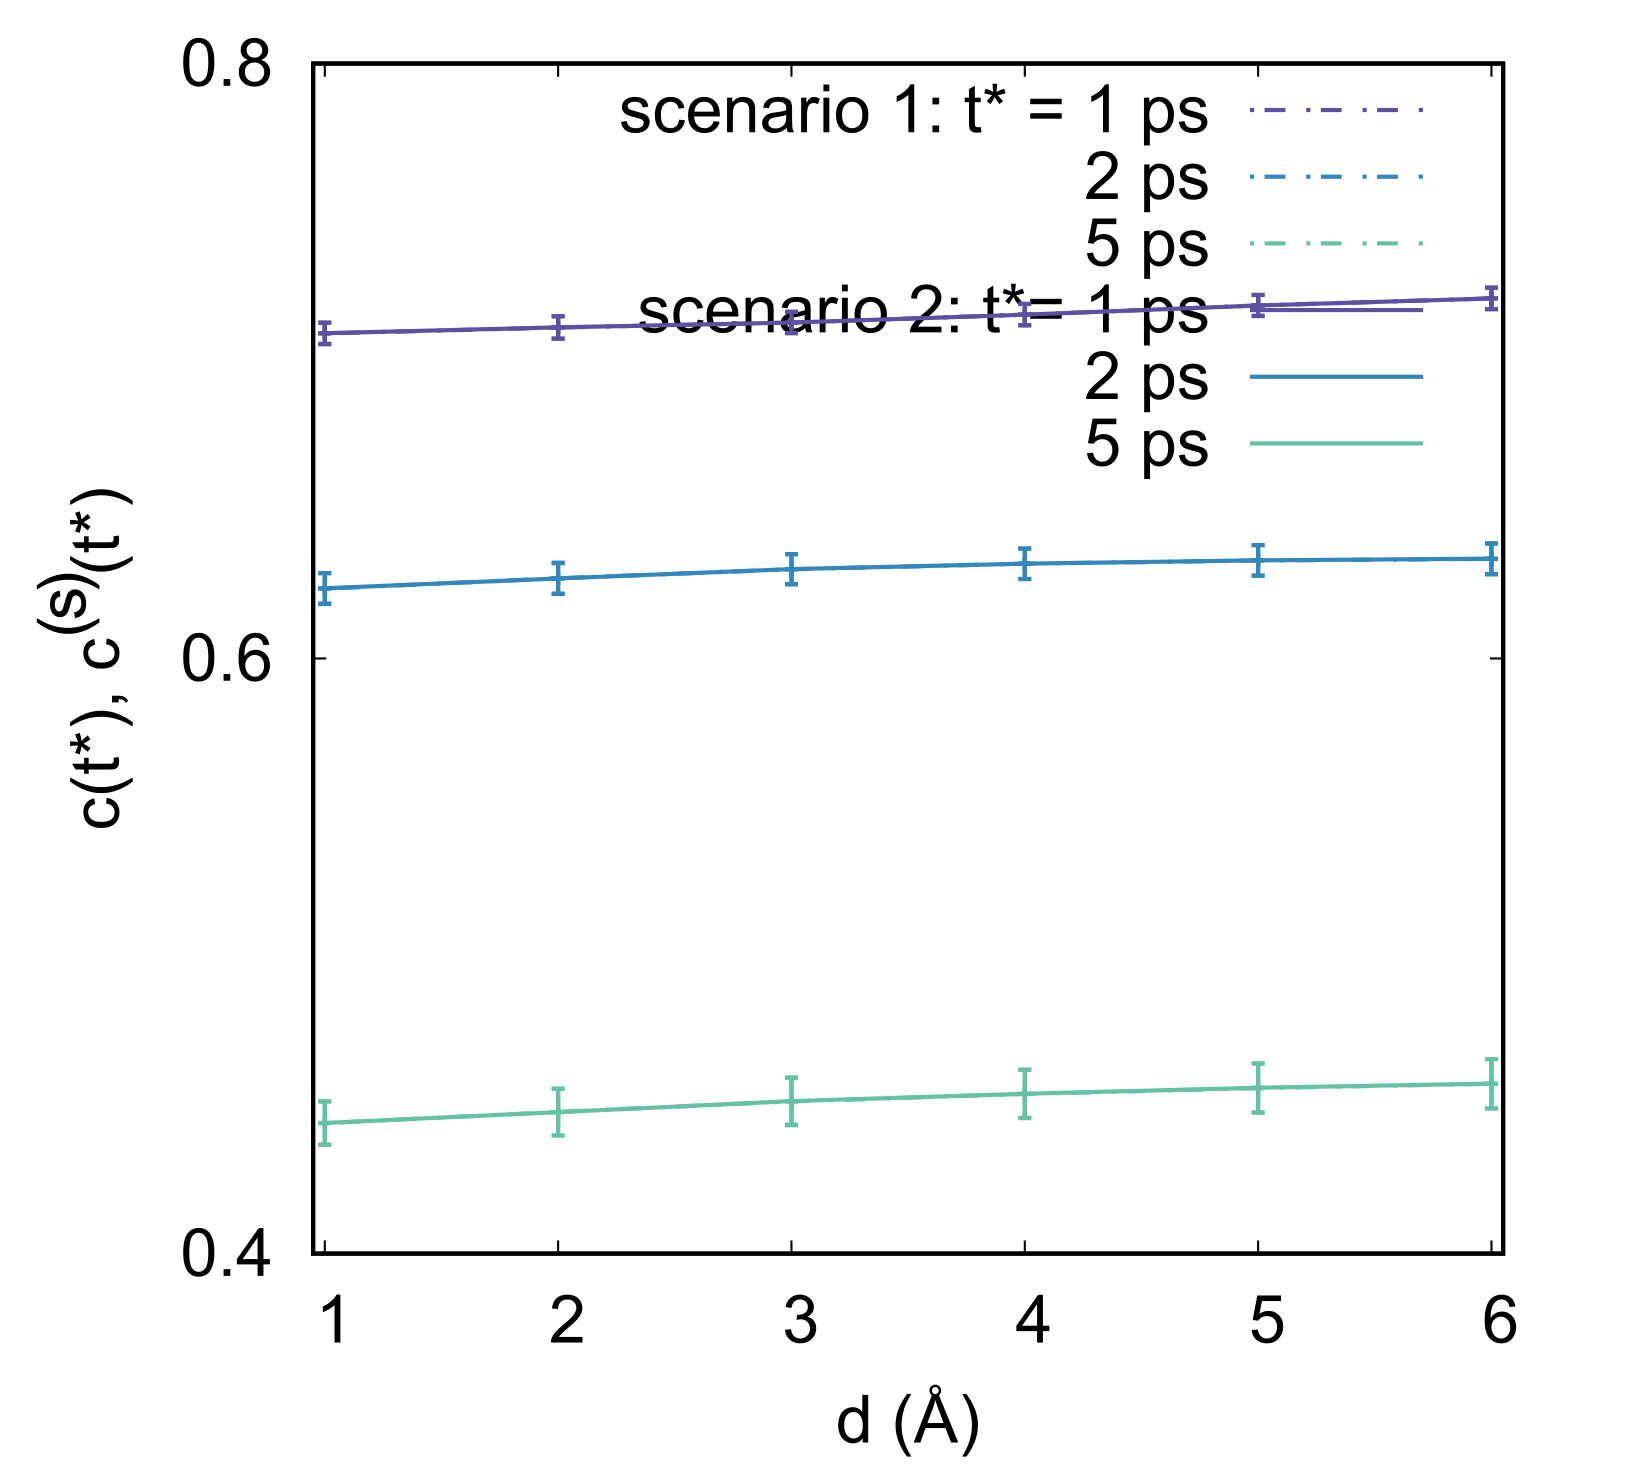 0.8
scenario 1: t* = 1 ps
2 ps
5 ps
scenario 2: t*= 1 ps
2 ps
5 ps
c(t*), c(s)(t*)
0.6
0.4
1 2 3 4 5 6
d (Å)